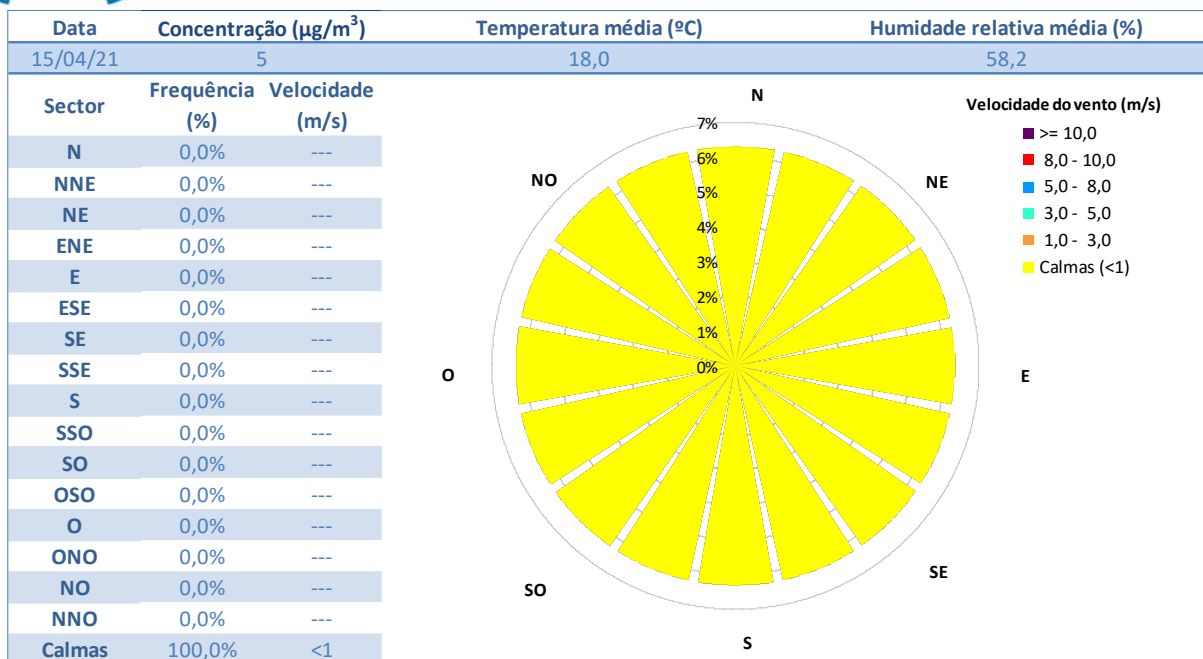 Data Concentração (µg/m³) Temperatura média (ºC) Humidade relativa média (%)
15/04/21 5 18,0 58,2
Sector Frequência (%) Velocidade (m/s)
N 0,0% ---
NNE 0,0% ---
NE 0,0% ---
ENE 0,0% ---
E 0,0% ---
ESE 0,0% ---
SE 0,0% ---
SSE 0,0% ---
S 0,0% ---
SSO 0,0% ---
SO 0,0% ---
OSO 0,0% ---
O 0,0% ---
ONO 0,0% ---
NO 0,0% ---
NNO 0,0% ---
Calmas 100,0% <1
N
NE
E
SE
S
SO
O
NO
7%
6%
5%
4%
3%
2%
1%
0%
Velocidade do vento (m/s)
>= 10,0
8,0 - 10,0
5,0 - 8,0
3,0 - 5,0
1,0 - 3,0
Calmas (<1)